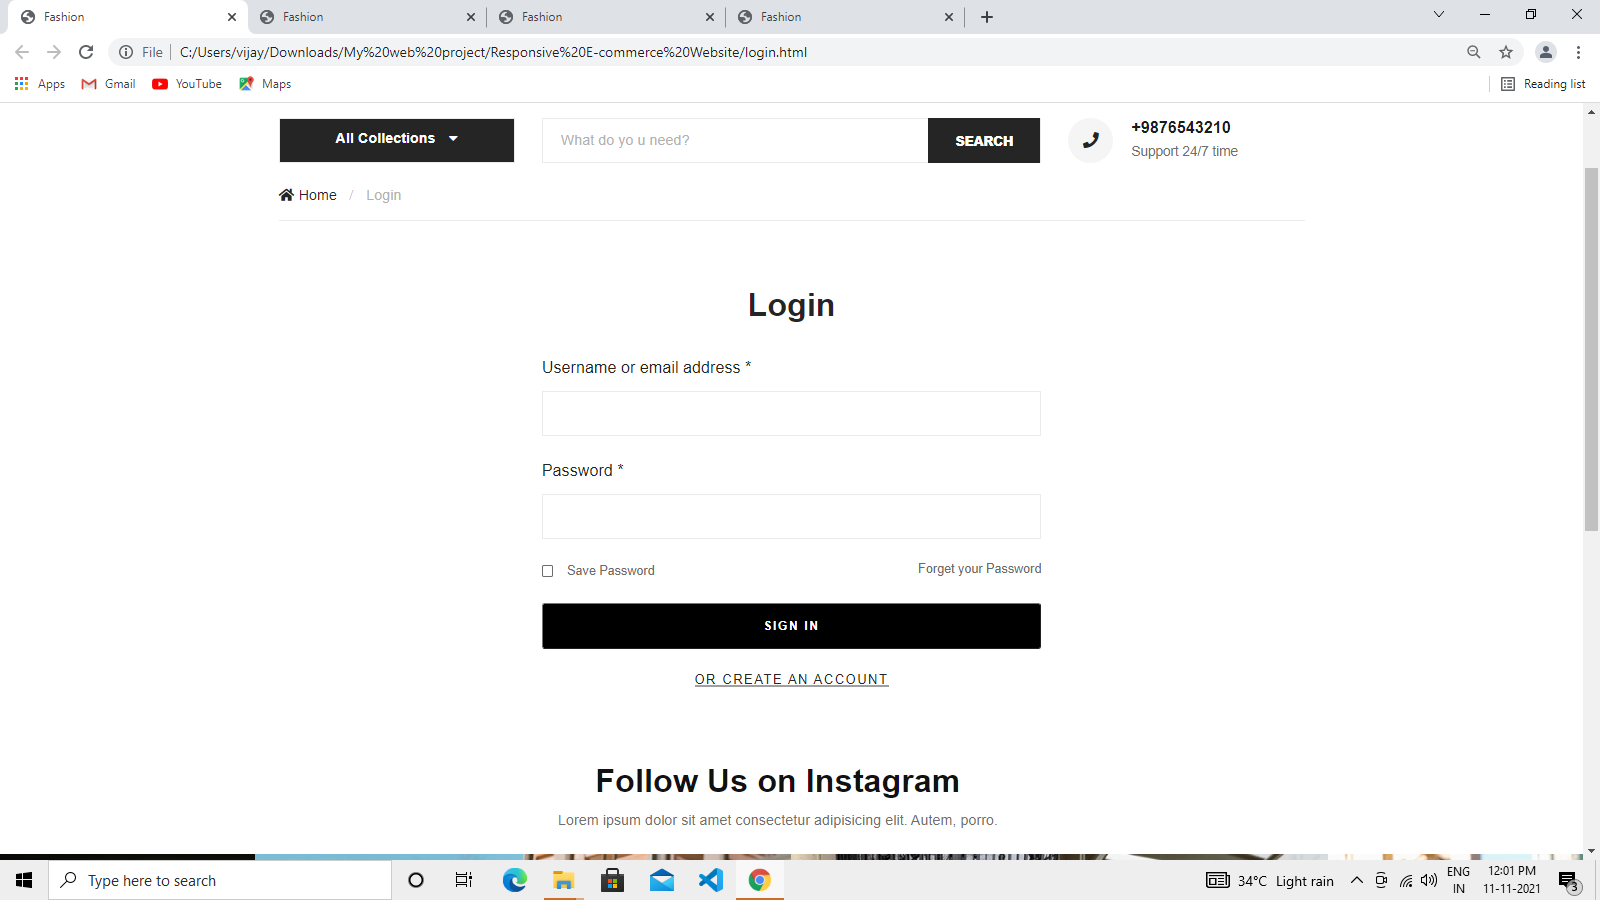 Fashion Fashion Fashion Fashion
File C:/Users/vijay/Downloads/My%20web%20project/Responsive%20E-commerce%20Website/login.html
Apps Gmail YouTube Maps Reading list
All Collections What do yo u need? SEARCH +9876543210
Support 24/7 time
Home / Login
Login
Username or email address *
Password *
Save Password Forget your Password
SIGN IN
OR CREATE AN ACCOUNT
Follow Us on Instagram
Lorem ipsum dolor sit amet consectetur adipisicing elit. Autem, porro.
Type here to search 34°C Light rain ENG 12:01 PM
IN 11-11-2021 3